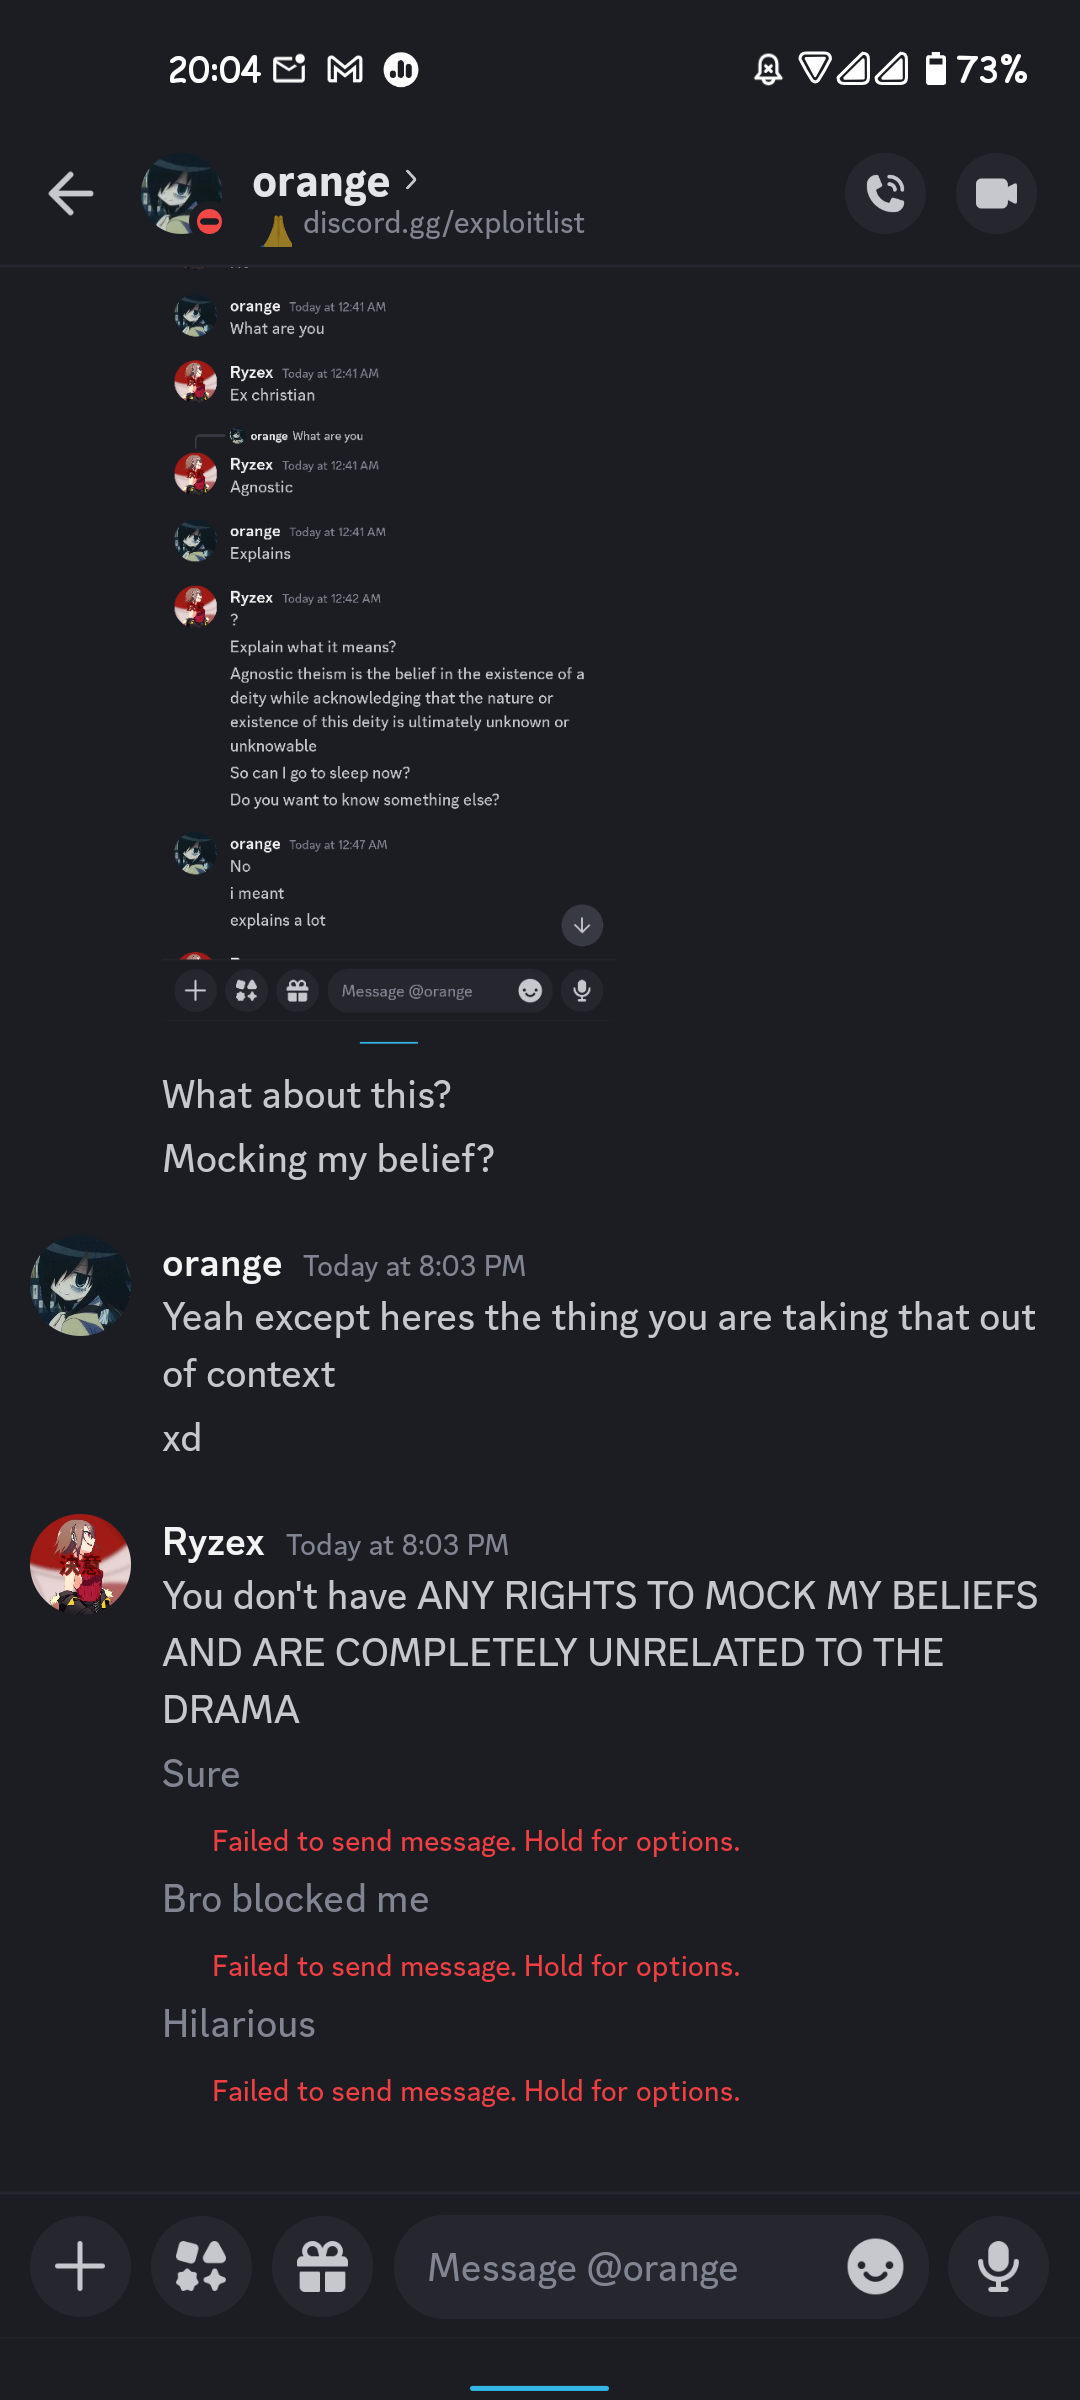 20:04
73%
orange
discord.gg/exploitlist
orange Today at 12:41 AM
What are you
Ryzex Today at 12:41 AM
Ex christian
orange What are you
Ryzex Today at 12:41 AM
Agnostic
orange Today at 12:41 AM
Explains
Ryzex Today at 12:42 AM
?
Explain what it means?
Agnostic theism is the belief in the existence of a
deity while acknowledging that the nature or
existence of this deity is ultimately unknown or
unknowable
So can I go to sleep now?
Do you want to know something else?
orange Today at 12:47 AM
No
i meant
explains a lot
Message @orange
What about this?
Mocking my belief?
orange Today at 8:03 PM
Yeah except heres the thing you are taking that out
of context
xd
Ryzex Today at 8:03 PM
You don't have ANY RIGHTS TO MOCK MY BELIEFS
AND ARE COMPLETELY UNRELATED TO THE
DRAMA
Sure
Failed to send message. Hold for options.
Bro blocked me
Failed to send message. Hold for options.
Hilarious
Failed to send message. Hold for options.
Message @orange